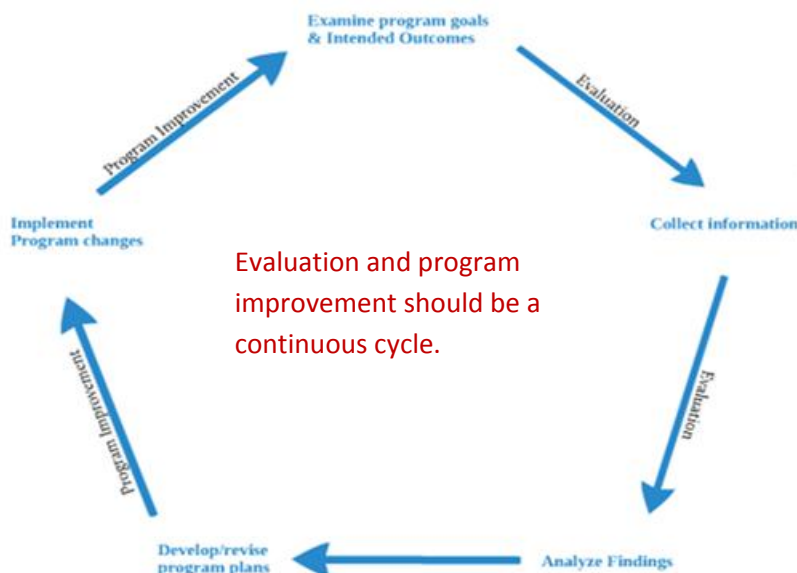 Examine program goals
& Intended Outcomes
Evaluation
Collect information
Evaluation
Analyze Findings
Develop/revise
program plans
Program Improvement
Implement
Program changes
Program Improvement
Evaluation and program
improvement should be a
continuous cycle.